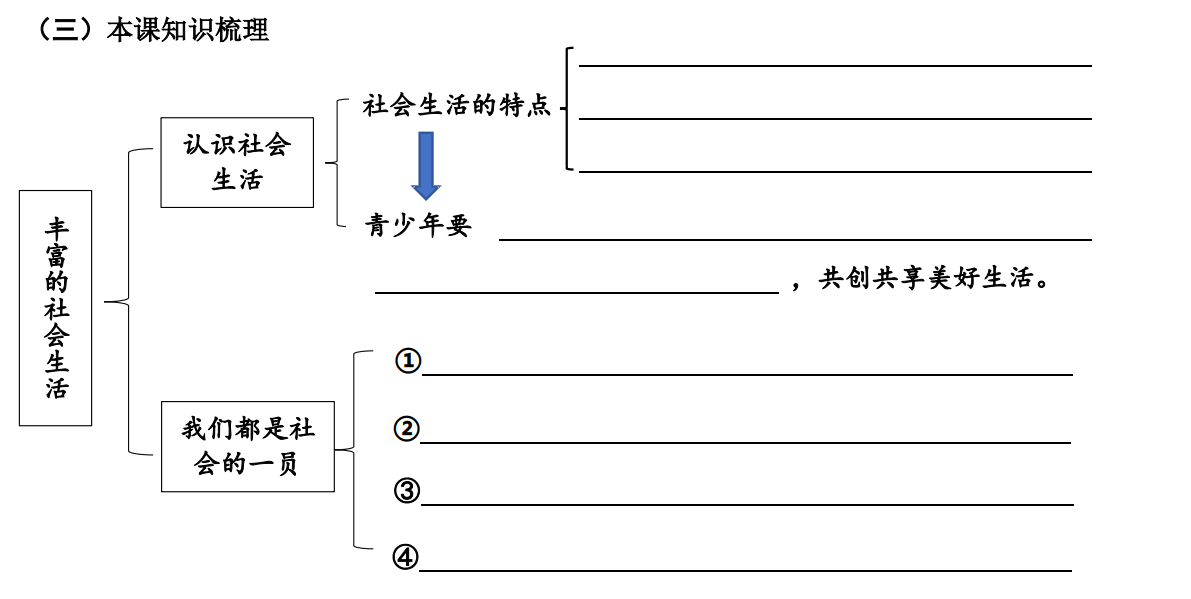 （三）本课知识梳理
社会生活的特点
认识社会
生活
青少年要
，共创共享美好生活。
丰富的社会生活
①
②
我们都是社
会的一员
③
④